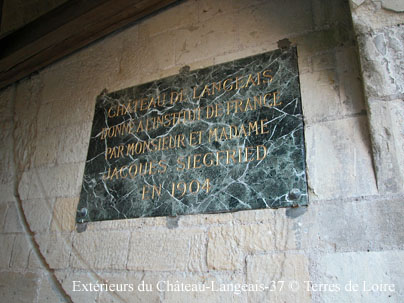 CHÂTEAU DE LANGEAIS
DONNÉ A L'INSTITUT DE FRANCE
PAR MONSIEUR ET MADAME
JACQUES SIEGFRIED
EN 1904
Extérieurs du Château-Langeais-37 © Terres de Loire